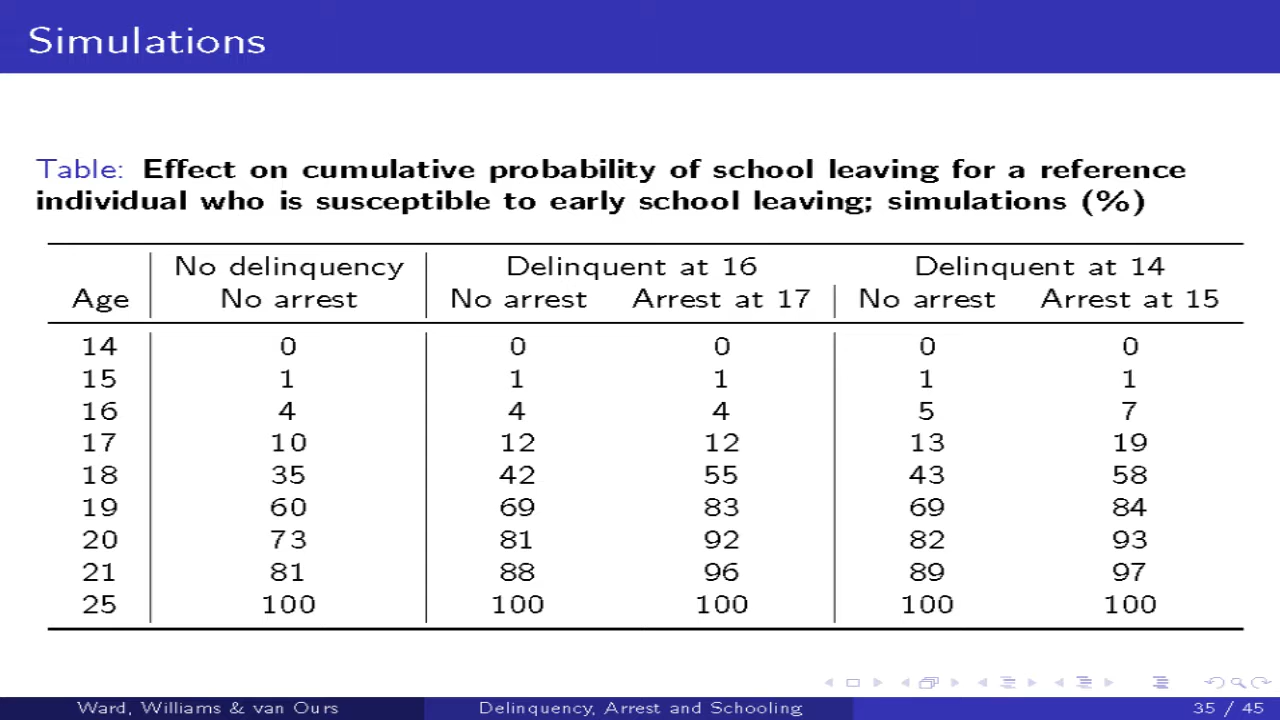 Simulations
Table: Effect on cumulative probability of school leaving for a reference
individual who is susceptible to early school leaving; simulations (%)
No delinquency Delinquent at 16 Delinquent at 14
Age No arrest No arrest Arrest at 17 No arrest Arrest at 15
14 0 0 0 0 0
15 1 1 1 1 1
16 4 4 4 5 7
17 10 12 12 13 19
18 35 42 55 43 58
19 60 69 83 69 84
20 73 81 92 82 93
21 81 88 96 89 97
25 100 100 100 100 100
Ward, Williams & van Ours Delinquency, Arrest and Schooling 35 / 45